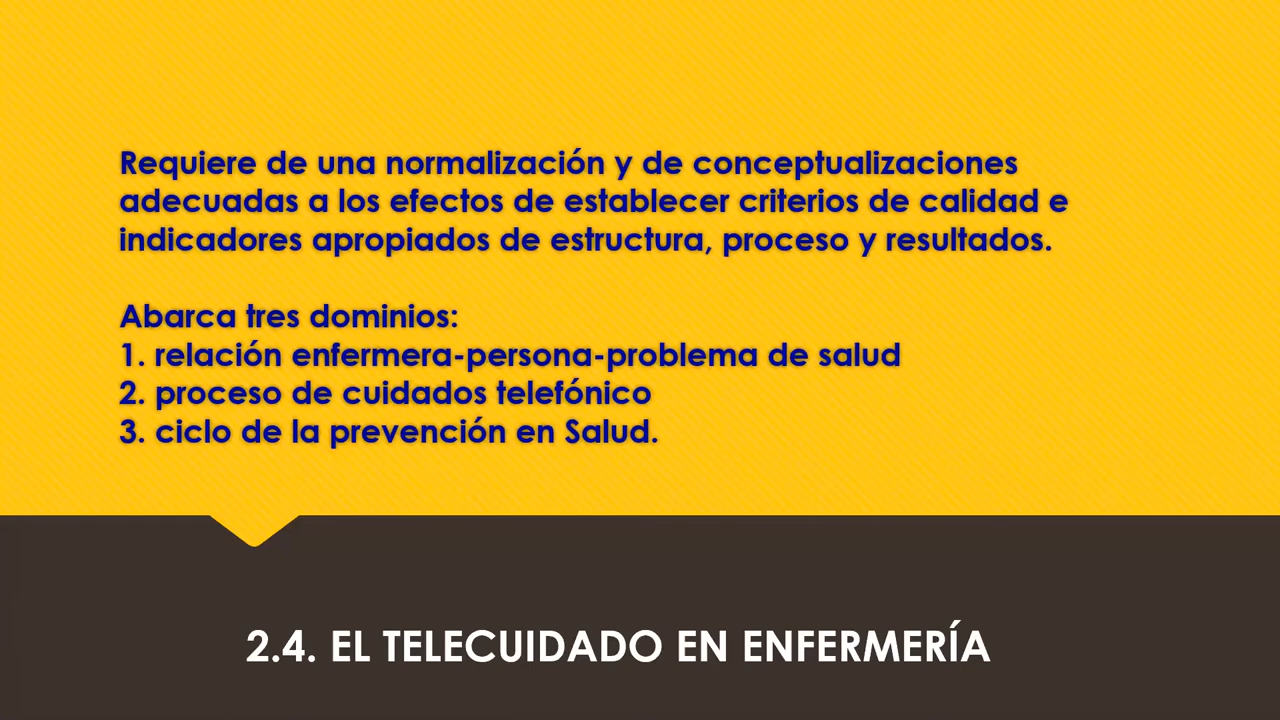 Requiere de una normalización y de conceptualizaciones
adecuadas a los efectos de establecer criterios de calidad e
indicadores apropiados de estructura, proceso y resultados.
Abarca tres dominios:
1. relación enfermera-persona-problema de salud
2. proceso de cuidados telefónico
3. ciclo de la prevención en Salud.
2.4. EL TELECUIDADO EN ENFERMERÍA